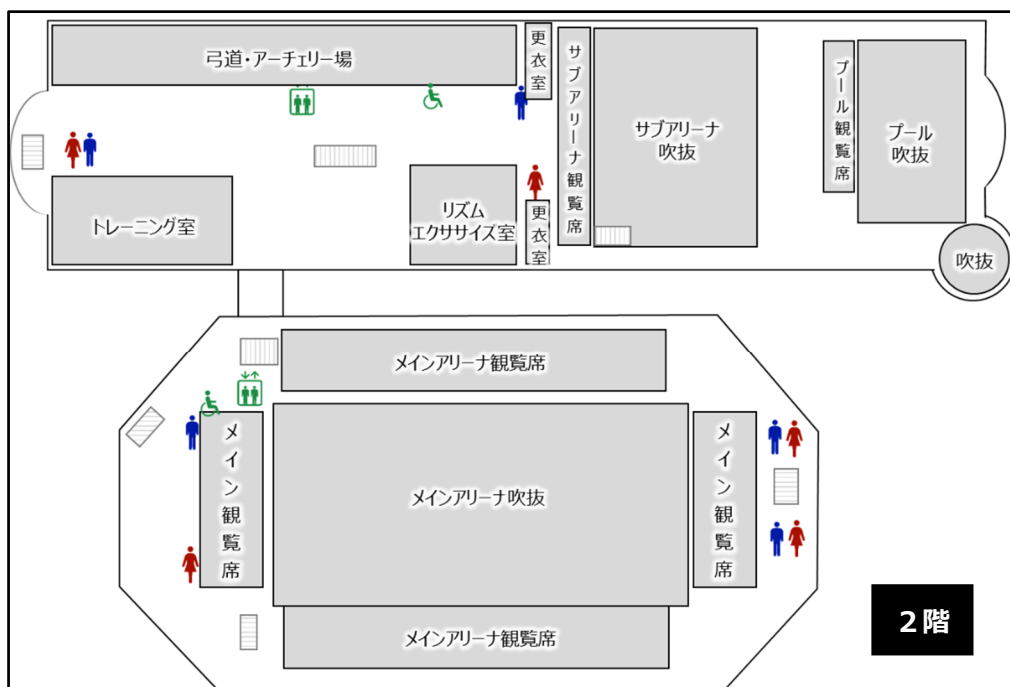 弓道・アーチェリー場
更衣室
サブアリーナ観覧席
サブアリーナ
吹抜
プール観覧席
プール
吹抜
トレーニング室
リズム
エクササイズ室
更衣室
吹抜
メインアリーナ観覧席
メイン観覧席
メインアリーナ吹抜
メイン観覧席
メインアリーナ観覧席
2階